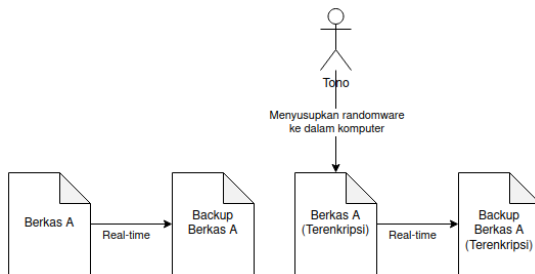 Tono
Menyusupkan randomware
ke dalam komputer
Berkas A
Real-time
Backup
Berkas A
Berkas A
(Terenkripsi)
Real-time
Backup
Berkas A
(Terenkripsi)